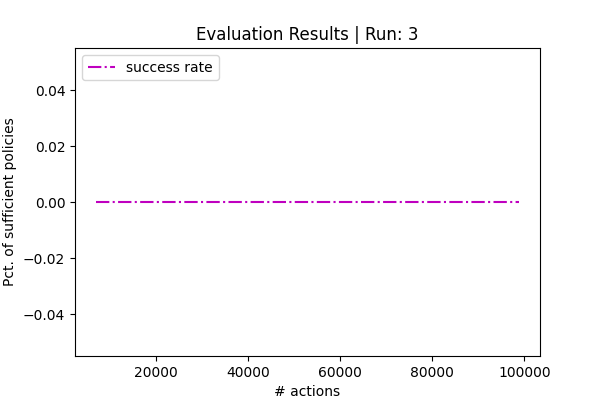 Evaluation Results | Run: 3
success rate
0.04
0.02
0.00
−0.02
−0.04
Pct. of sufficient policies
20000 40000 60000 80000 100000
# actions